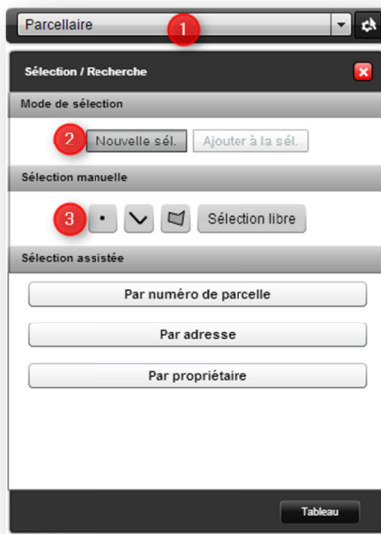 Parcellaire
1
Sélection / Recherche
Mode de sélection
2 Nouvelle sél. Ajouter à la sél.
Sélection manuelle
3 Sélection libre
Sélection assistée
Par numéro de parcelle
Par adresse
Par propriétaire
Tableau